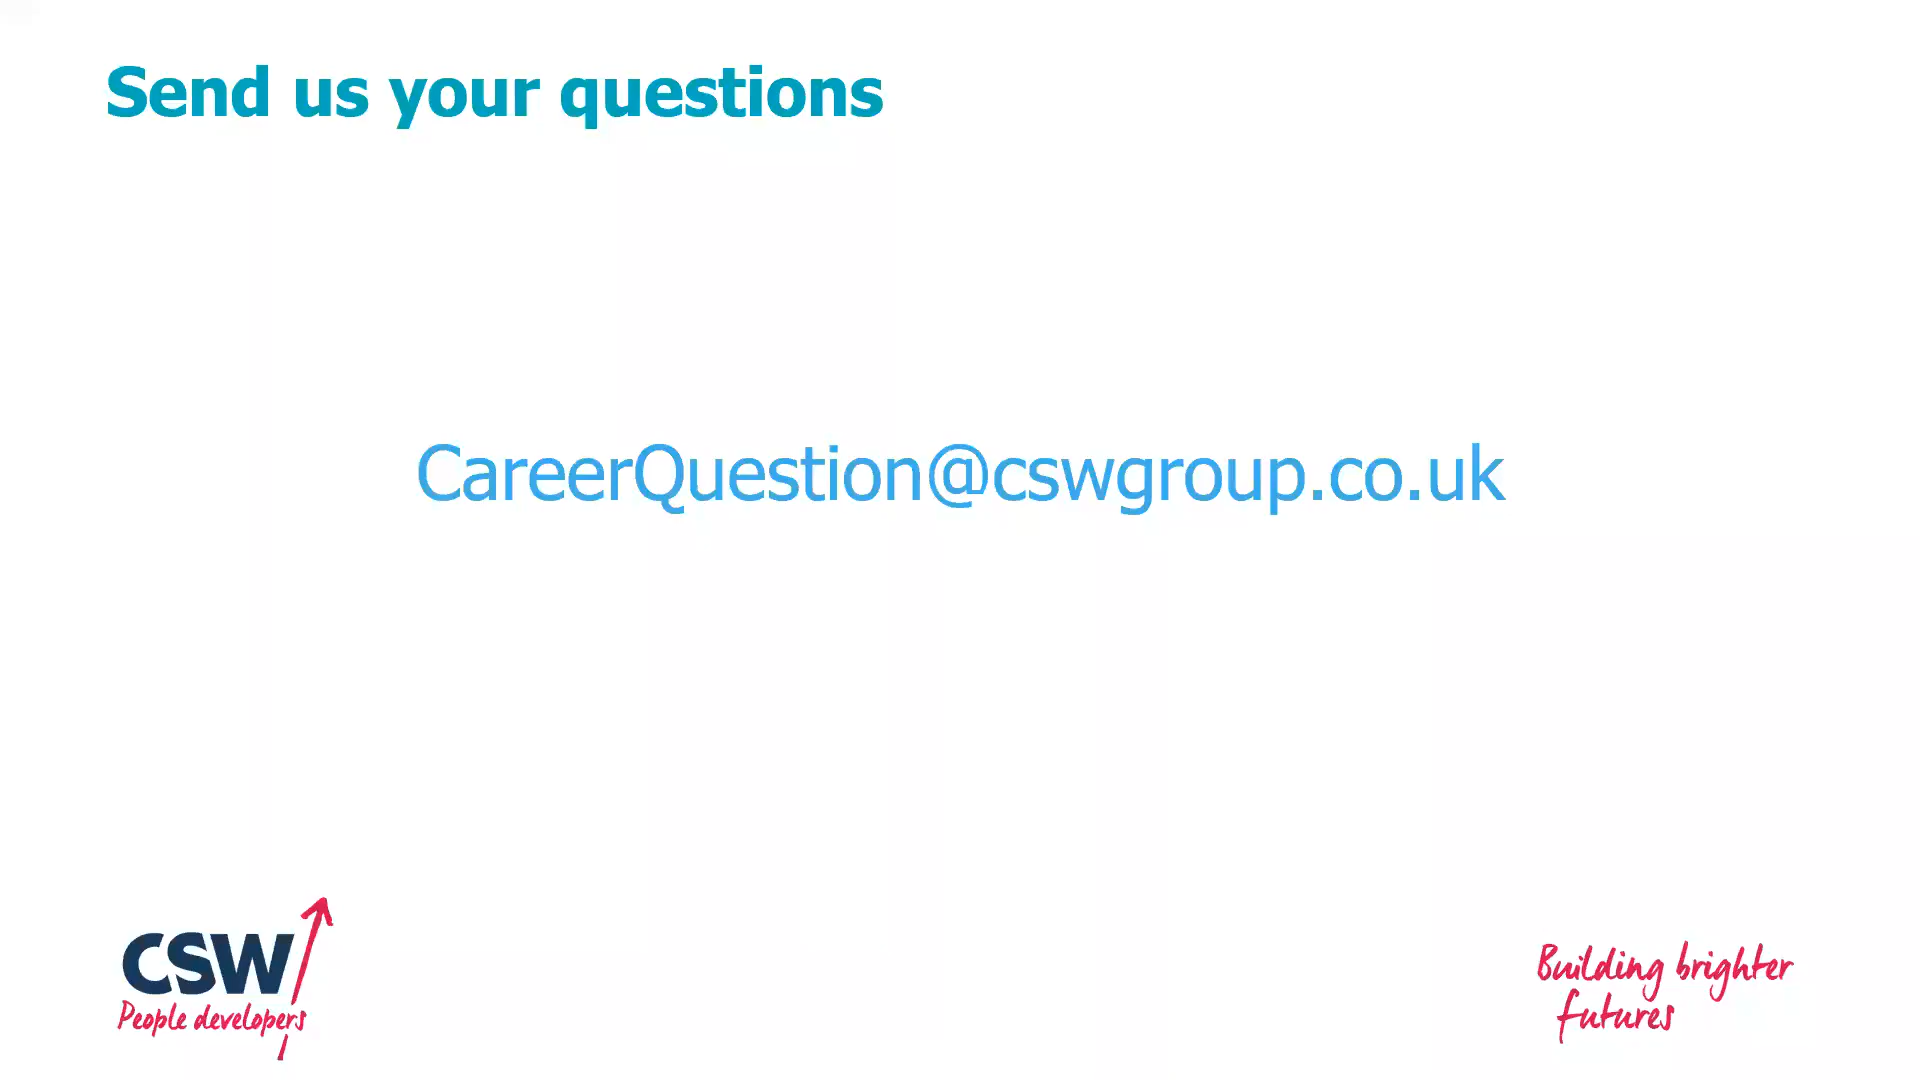 Send us your questions
CareerQuestion@cswgroup.co.uk
CSW
People developers
Building brighter
futures